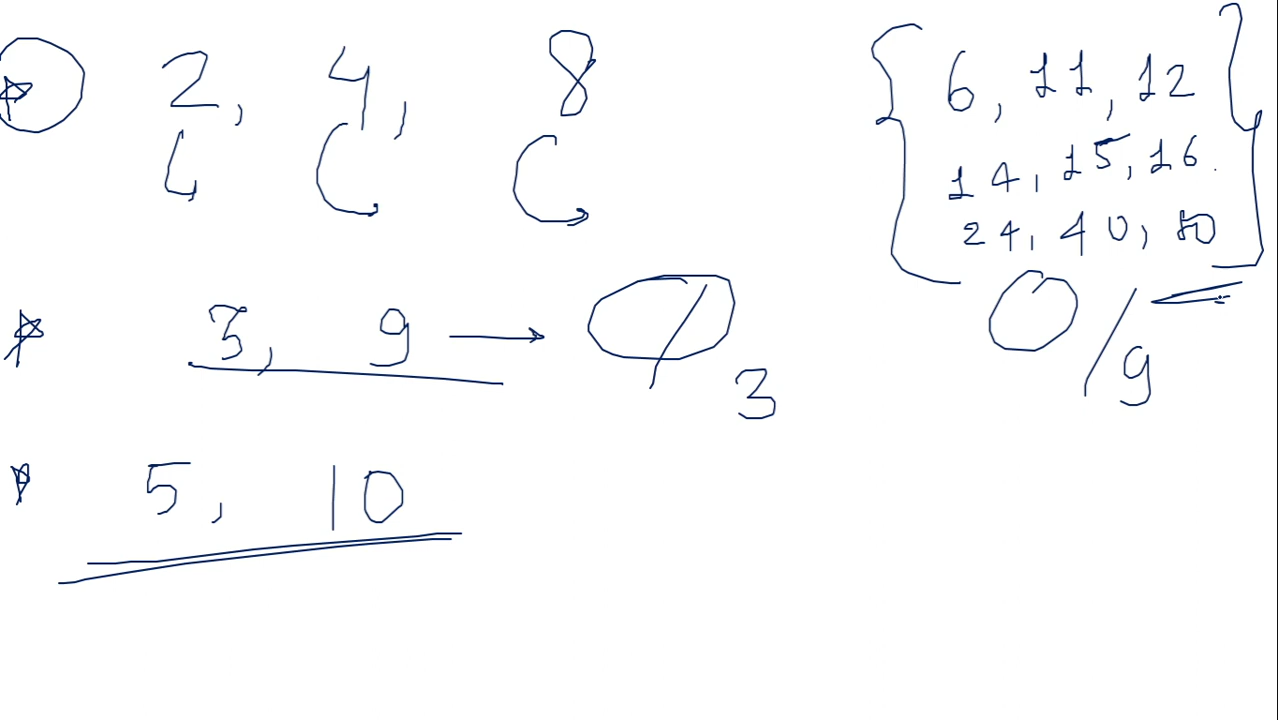 2, 4, 8
3, 9 → 0/3
5, 10
{6, 11, 12
14, 15, 16.
24, 40, 80}
0/9